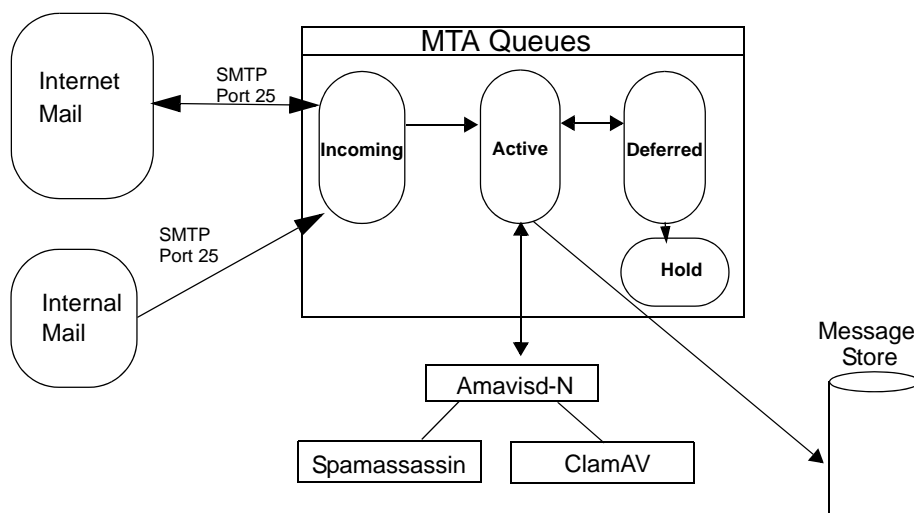 MTA Queues
Internet
Mail
SMTP
Port 25
Incoming
Active
Deferred
Hold
SMTP
Port 25
Internal
Mail
Message
Store
Amavisd-N
Spamassassin
ClamAV